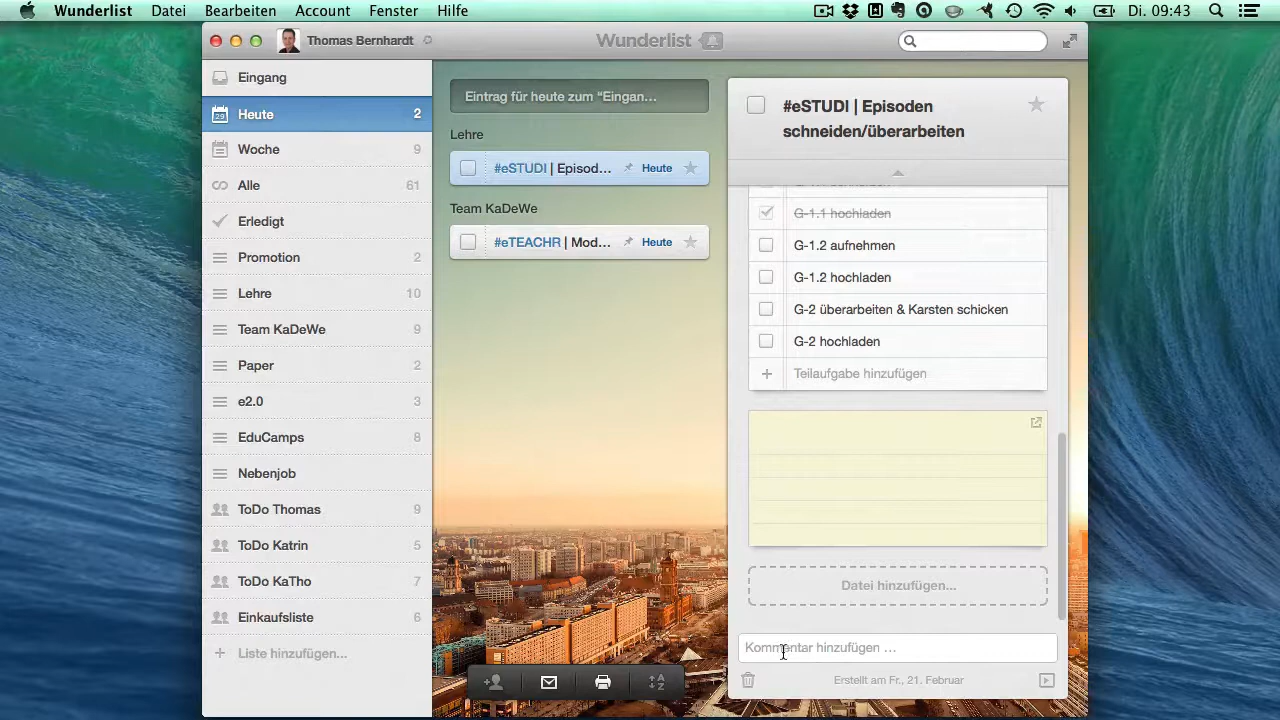 Wunderlist Datei Bearbeiten Account Fenster Hilfe Di. 09:43
Thomas Bernhardt
Wunderlist
Eingang
Heute 2
Woche 9
Alle 61
Erledigt
Promotion 2
Lehre 10
Team KaDeWe 9
Paper 2
e2.0 3
EduCamps 8
Nebenjob
ToDo Thomas 9
ToDo Katrin 5
ToDo KaTho 7
Einkaufsliste 6
+ Liste hinzufügen...
Eintrag für heute zum “Eingan...
Lehre
#eSTUDI | Episod... Heute
Team KaDeWe
#eTEACHR | Mod... Heute
#eSTUDI | Episoden
schneiden/überarbeiten
G-1.1 hochladen
G-1.2 aufnehmen
G-1.2 hochladen
G-2 überarbeiten & Karsten schicken
G-2 hochladen
+ Teilaufgabe hinzufügen
Datei hinzufügen...
Kommentar hinzufügen …
Erstellt am Fr., 21. Februar